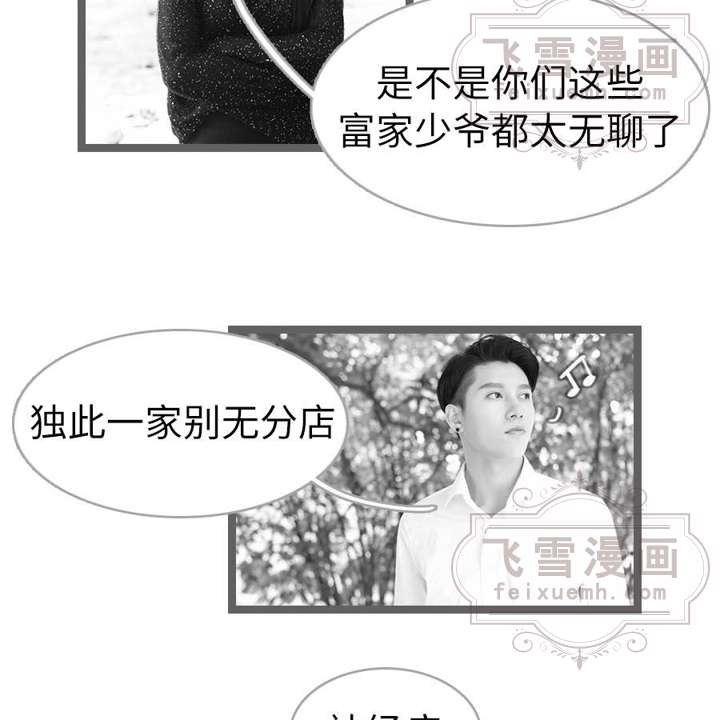 飞雪漫画
feixuemh.com
是不是你们这些
富家少爷都太无聊了
独此一家别无分店
飞雪漫画
feixuemh.com